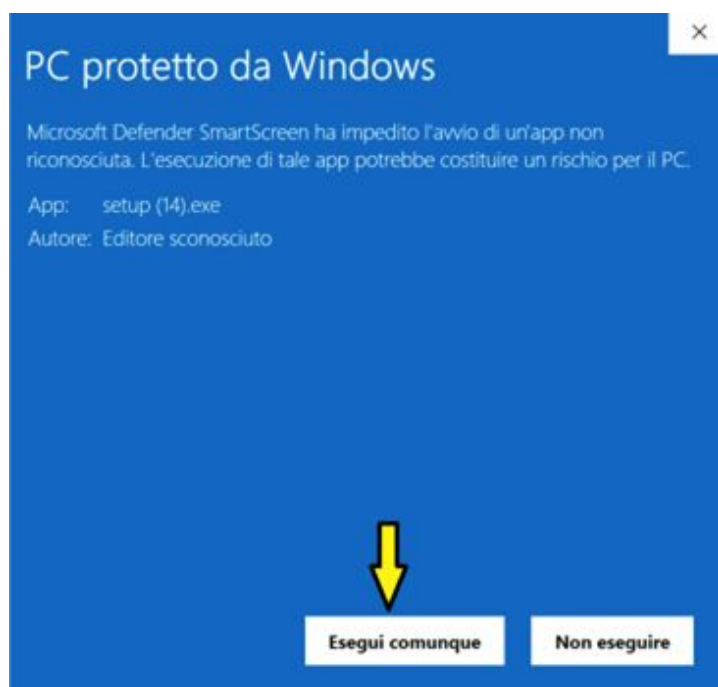 PC protetto da Windows
Microsoft Defender SmartScreen ha impedito l'avvio di un'app non
riconosciuta. L'esecuzione di tale app potrebbe costituire un rischio per il PC.
App: setup (14).exe
Autore: Editore sconosciuto
Esegui comunque
Non eseguire